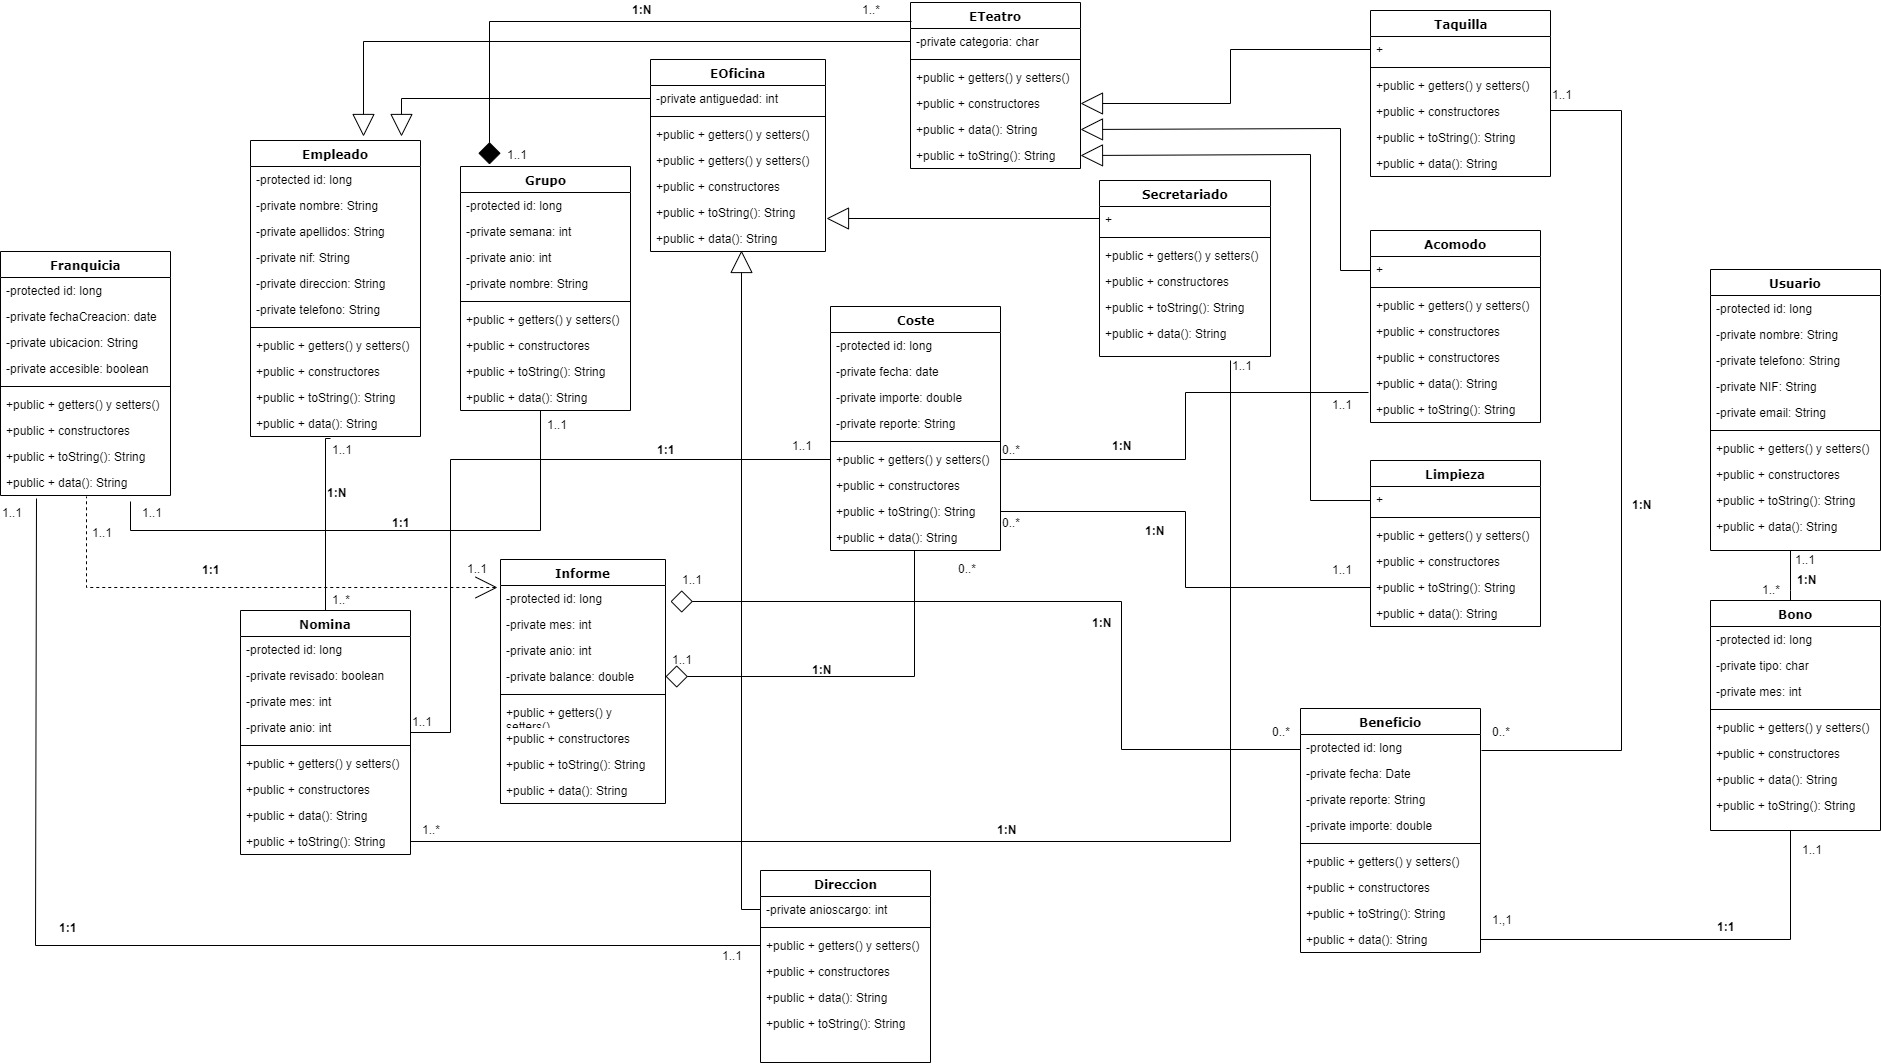 1:N
1..*
ETeatro
-private categoria: char
+public + getters() y setters()
+public + constructores
+public + data(): String
+public + toString(): String
Taquilla
+
+public + getters() y setters()
+public + constructores
+public + toString(): String
+public + data(): String
1..1
EOficina
-private antiguedad: int
+public + getters() y setters()
+public + getters() y setters()
+public + constructores
+public + toString(): String
+public + data(): String
Empleado
-protected id: long
-private nombre: String
-private apellidos: String
-private nif: String
-private direccion: String
-private telefono: String
+public + getters() y setters()
+public + constructores
+public + toString(): String
+public + data(): String
1..1
1..1
Grupo
-protected id: long
-private semana: int
-private anio: int
-private nombre: String
+public + getters() y setters()
+public + constructores
+public + toString(): String
+public + data(): String
1..1
Secretariado
+
+public + getters() y setters()
+public + constructores
+public + toString(): String
+public + data(): String
1..1
Acomodo
+
+public + getters() y setters()
+public + constructores
+public + constructores
+public + data(): String
+public + toString(): String
1..1
Franquicia
-protected id: long
-private fechaCreacion: date
-private ubicacion: String
-private accesible: boolean
+public + getters() y setters()
+public + constructores
+public + toString(): String
+public + data(): String
1..1
1..1
1..1
Usuario
-protected id: long
-private nombre: String
-private telefono: String
-private NIF: String
-private email: String
+public + getters() y setters()
+public + constructores
+public + toString(): String
+public + data(): String
1..1
1:N
1..*
Coste
-protected id: long
-private fecha: date
-private importe: double
-private reporte: String
+public + getters() y setters()
+public + constructores
+public + toString(): String
+public + data(): String
1:1
1..1
0..*
1:N
0..*
1:N
0..*
Limpieza
+
+public + getters() y setters()
+public + constructores
+public + toString(): String
+public + data(): String
1..1
1:N
1:N
1:1
1:1
1..1
1..*
Informe
-protected id: long
-private mes: int
-private anio: int
-private balance: double
+public + getters() y
setters()
+public + constructores
+public + toString(): String
+public + data(): String
1..1
1:N
1..1
1:N
Nomina
-protected id: long
-private revisado: boolean
-private mes: int
-private anio: int
+public + getters() y setters()
+public + constructores
+public + data(): String
+public + toString(): String
1..1
1..*
1:N
Bono
-protected id: long
-private tipo: char
-private mes: int
+public + getters() y setters()
+public + constructores
+public + data(): String
+public + toString(): String
1..1
Beneficio
-protected id: long
-private fecha: Date
-private reporte: String
-private importe: double
+public + getters() y setters()
+public + constructores
+public + toString(): String
+public + data(): String
0..*
0..*
1.,1
1:1
Direccion
-private anioscargo: int
+public + getters() y setters()
+public + constructores
+public + data(): String
+public + toString(): String
1:1
1..1